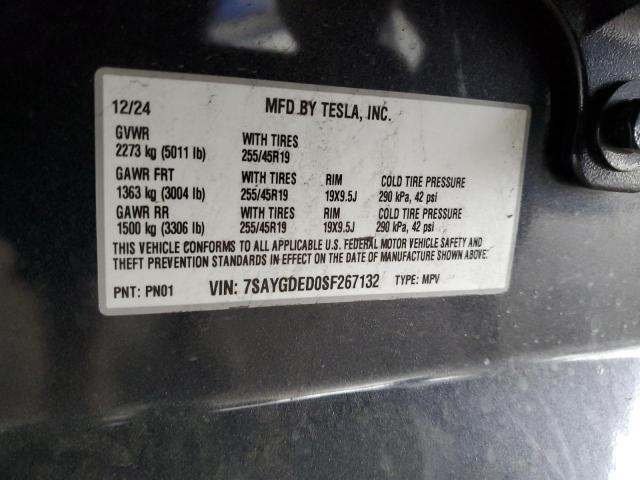 12/24 MFD BY TESLA, INC.
GVWR WITH TIRES
2273 kg (5011 lb) 255/45R19
GAWR FRT WITH TIRES RIM COLD TIRE PRESSURE
1363 kg (3004 lb) 255/45R19 19X9.5J 290 kPa, 42 psi
GAWR RR WITH TIRES RIM COLD TIRE PRESSURE
1500 kg (3306 lb) 255/45R19 19X9.5J 290 kPa, 42 psi
THIS VEHICLE CONFORMS TO ALL APPLICABLE U.S. FEDERAL MOTOR VEHICLE SAFETY AND
THEFT PREVENTION STANDARDS IN EFFECT ON THE DATE OF MANUFACTURE SHOWN ABOVE.
PNT: PN01 VIN: 7SAYGDED0SF267132 TYPE: MPV